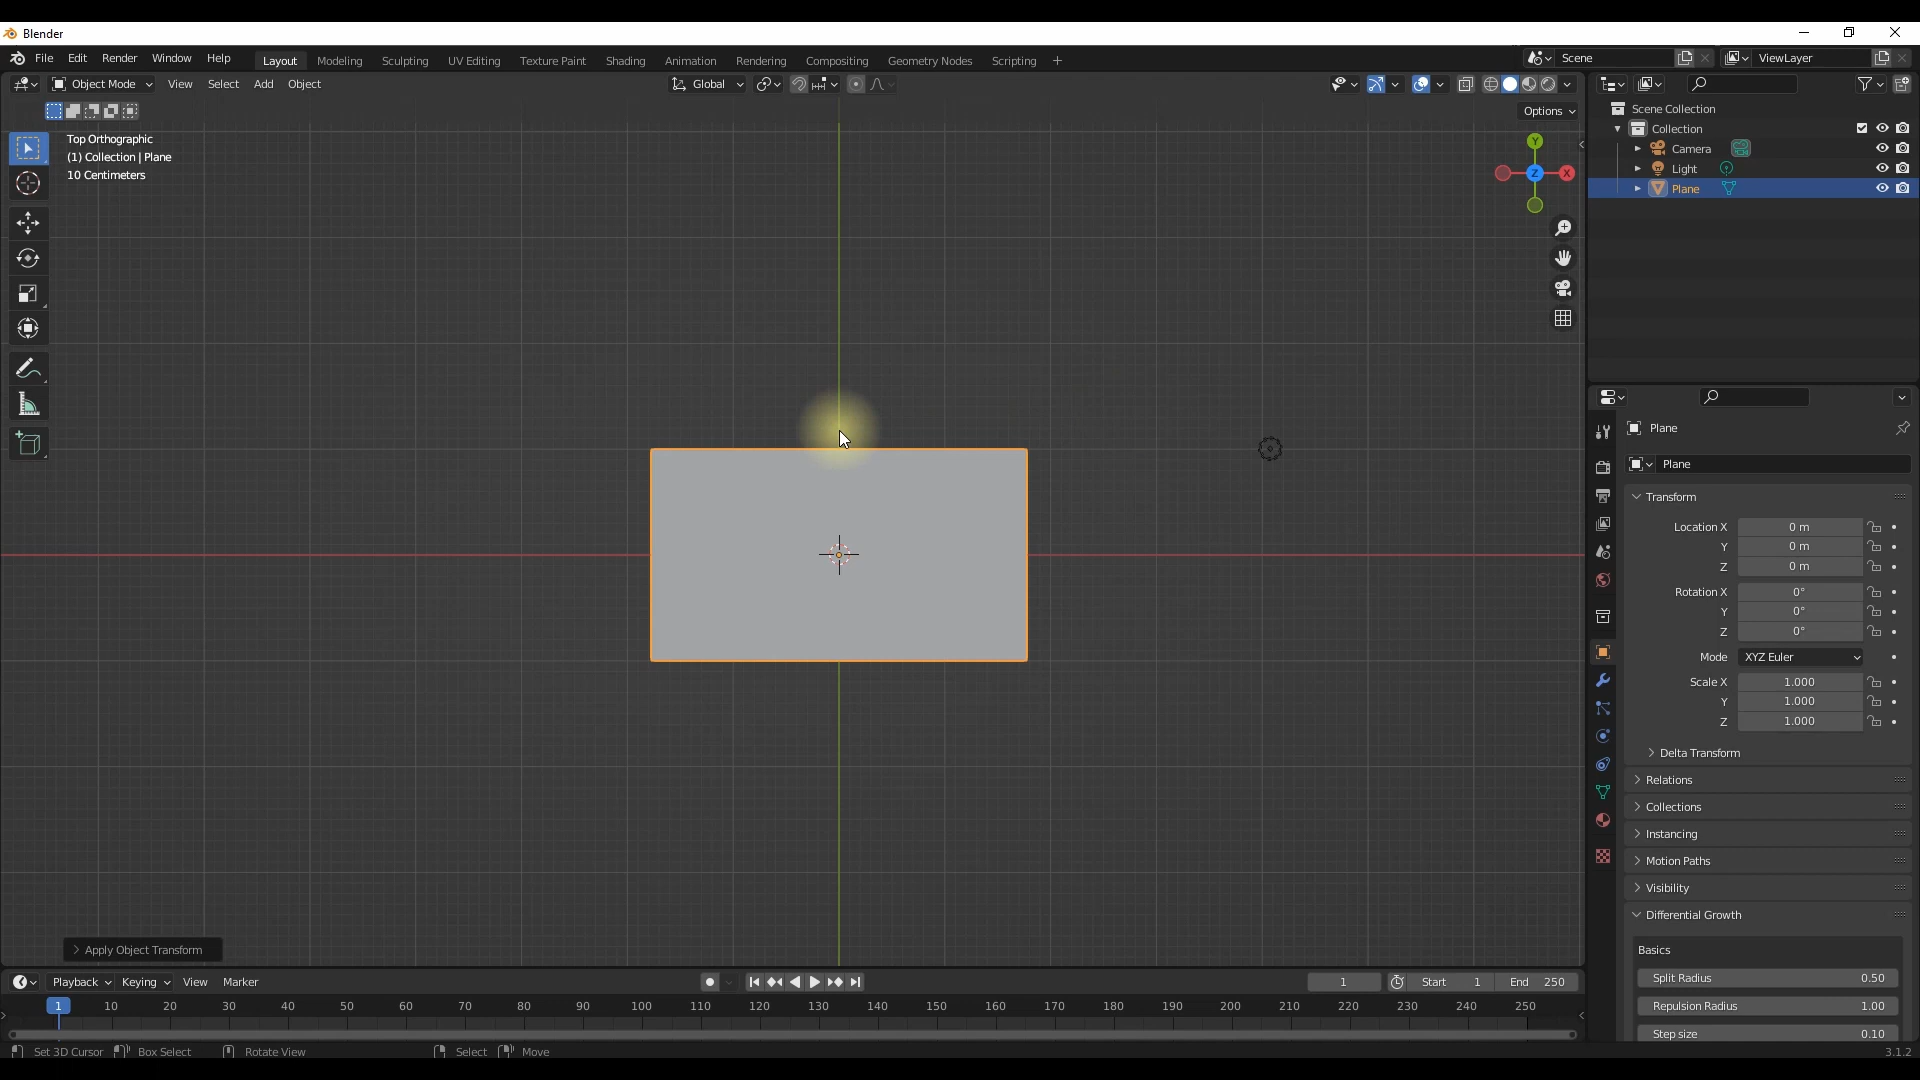 Blender
File Edit Render Window Help Layout Modeling Sculpting UV Editing Texture Paint Shading Animation Rendering Compositing Geometry Nodes Scripting + Scene ViewLayer
Object Mode View Select Add Object Global
Options
Top Orthographic
(1) Collection | Plane
10 Centimeters
Y
Z X
Scene Collection
Collection
Camera
Light
Plane
Plane
Plane
Transform
Location X 0 m
Y 0 m
Z 0 m
Rotation X 0°
Y 0°
Z 0°
Mode XYZ Euler
Scale X 1.000
Y 1.000
Z 1.000
Delta Transform
Relations
Collections
Instancing
Motion Paths
Visibility
Differential Growth
Basics
Split Radius 0.50
Repulsion Radius 1.00
Step size 0.10
Apply Object Transform
Playback Keying View Marker 1 Start 1 End 250
1 10 20 30 40 50 60 70 80 90 100 110 120 130 140 150 160 170 180 190 200 210 220 230 240 250
Set 3D Cursor Box Select Rotate View Select Move 3.1.2